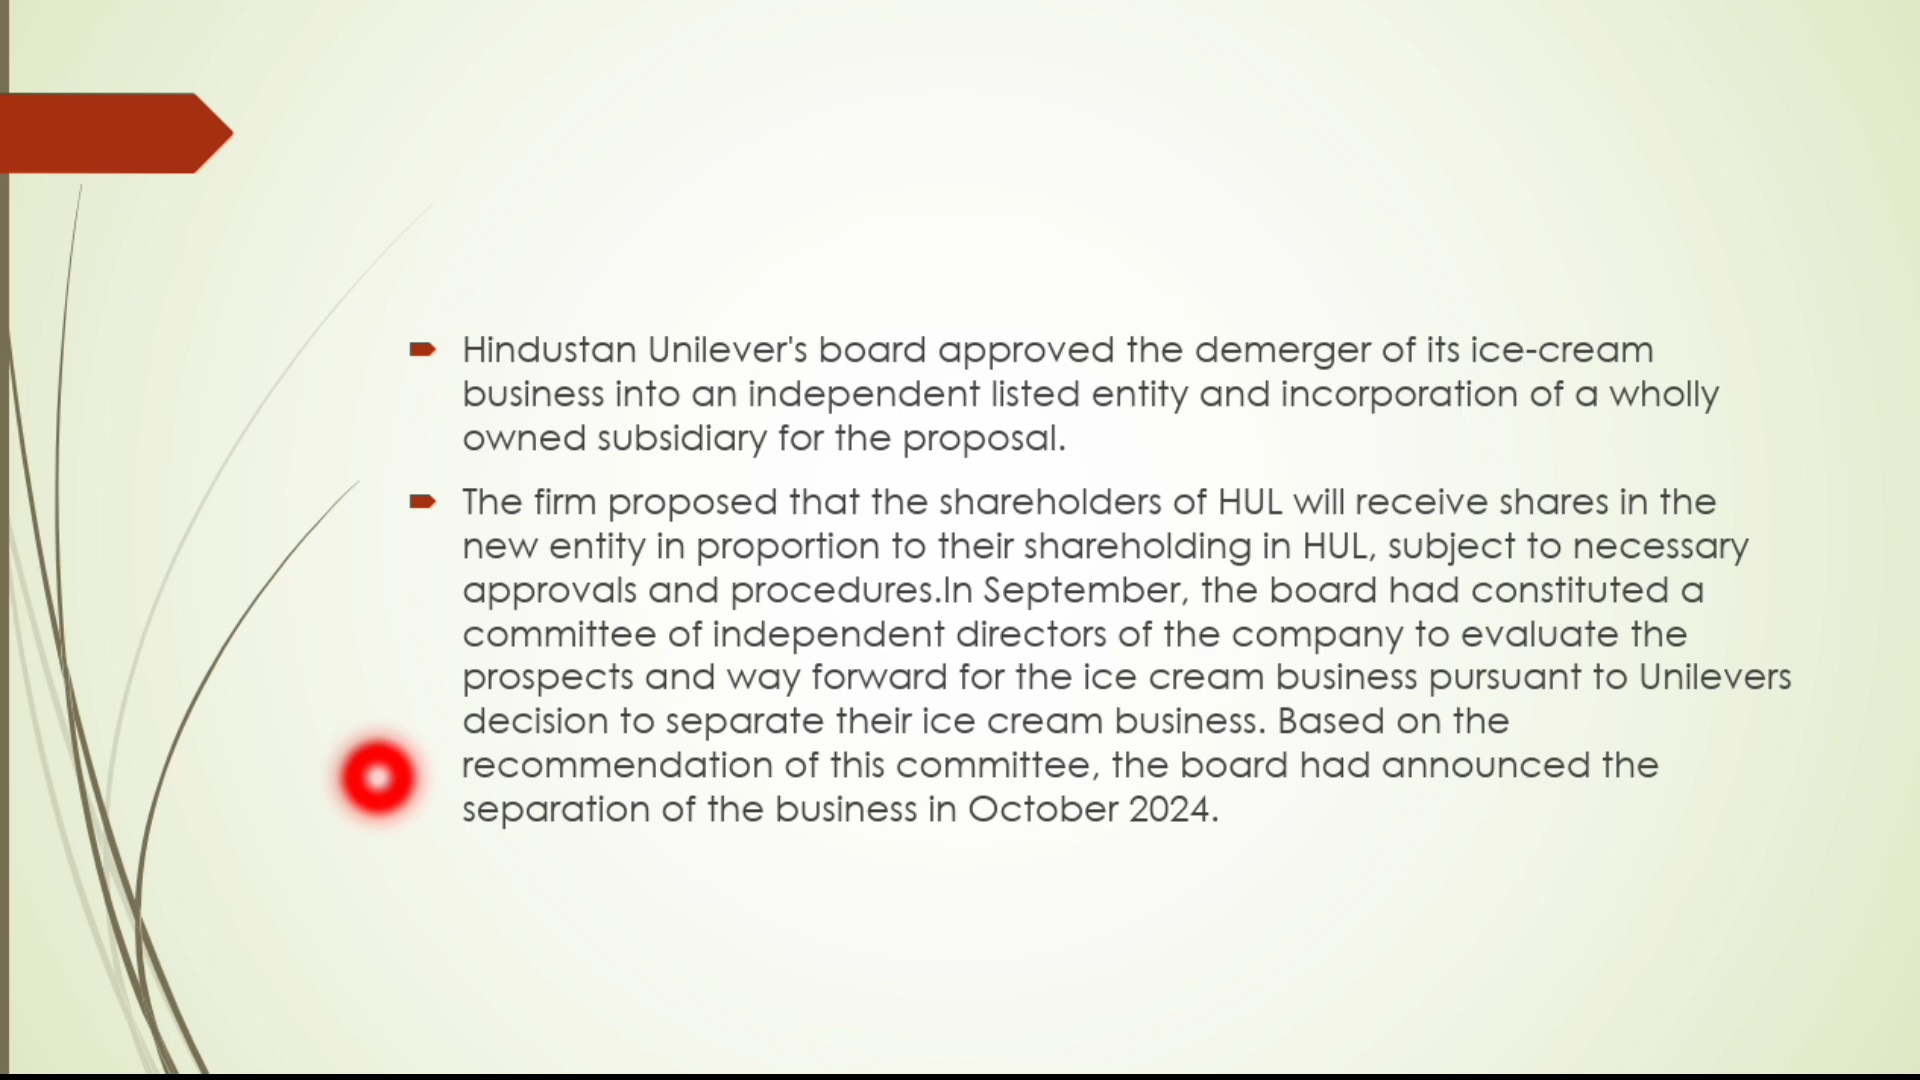 Hindustan Unilever's board approved the demerger of its ice-cream
business into an independent listed entity and incorporation of a wholly
owned subsidiary for the proposal.
The firm proposed that the shareholders of HUL will receive shares in the
new entity in proportion to their shareholding in HUL, subject to necessary
approvals and procedures.In September, the board had constituted a
committee of independent directors of the company to evaluate the
prospects and way forward for the ice cream business pursuant to Unilevers
decision to separate their ice cream business. Based on the
recommendation of this committee, the board had announced the
separation of the business in October 2024.